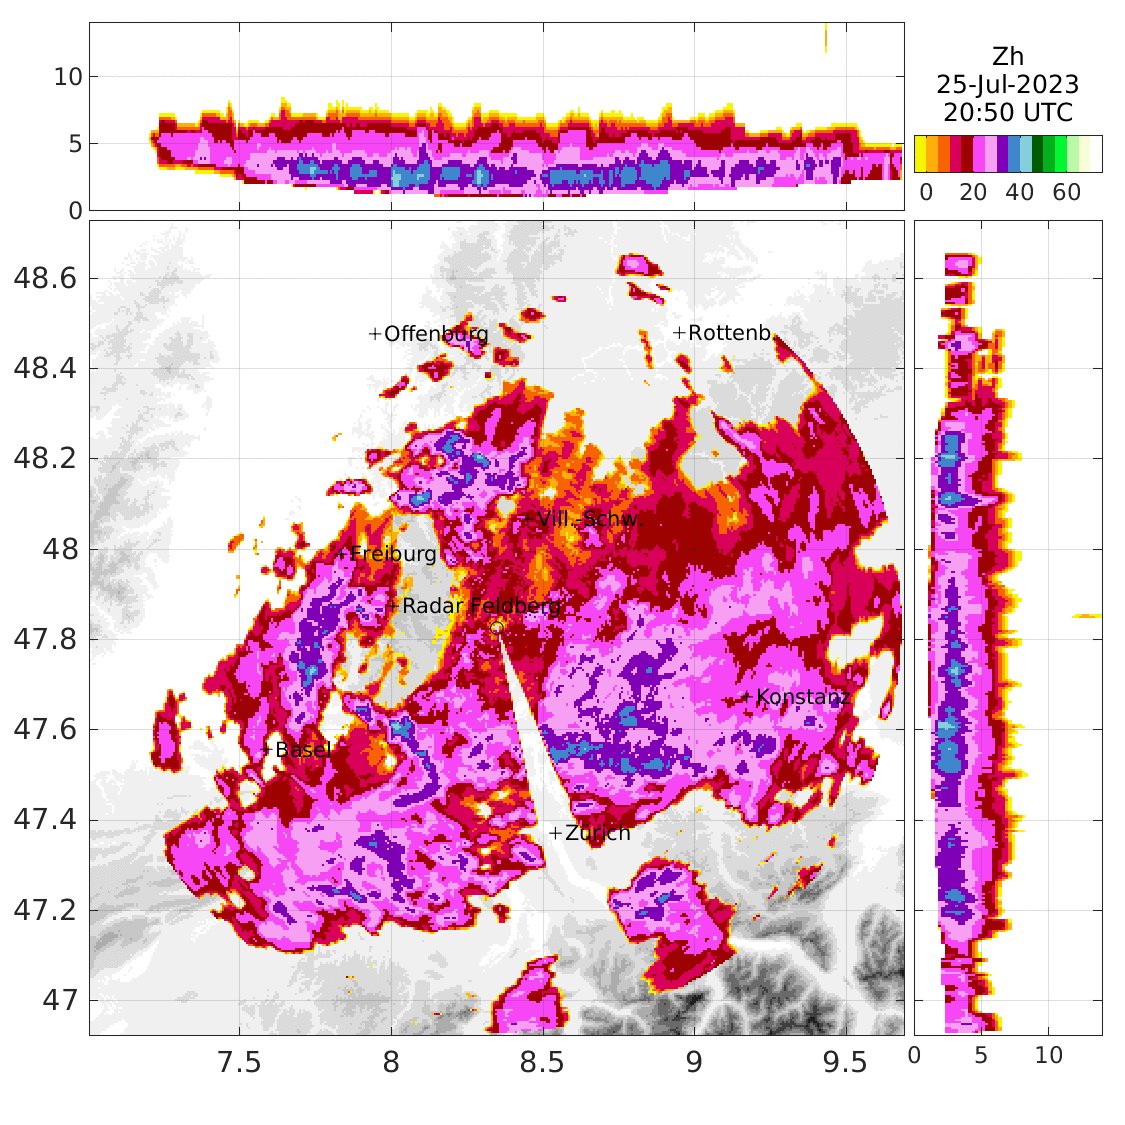 10
5
0
Zh
25-Jul-2023
20:50 UTC
0 20 40 60
48.6
48.4
48.2
48
47.8
47.6
47.4
47.2
47
+Offenburg
+Rottenb.
+Vill.-Schw.
+Freiburg
+Radar Feldberg
+Konstanz
+Basel
+Zürich
7.5 8 8.5 9 9.5
0 5 10